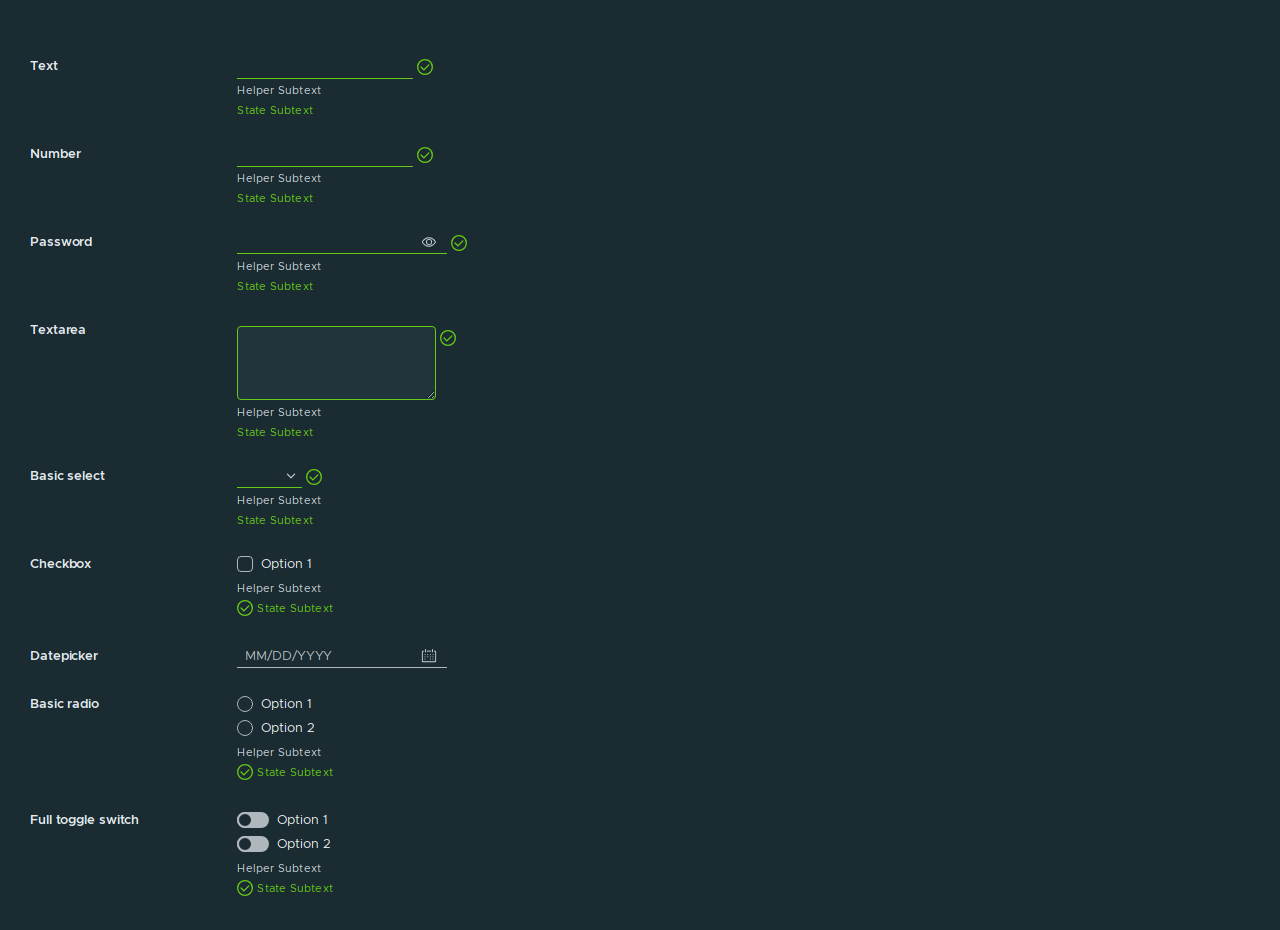 Text
Helper Subtext
State Subtext
Number
Helper Subtext
State Subtext
Password
Helper Subtext
State Subtext
Textarea
Helper Subtext
State Subtext
Basic select
Helper Subtext
State Subtext
Checkbox
Option 1
Helper Subtext
State Subtext
Datepicker
MM/DD/YYYY
Basic radio
Option 1
Option 2
Helper Subtext
State Subtext
Full toggle switch
Option 1
Option 2
Helper Subtext
State Subtext